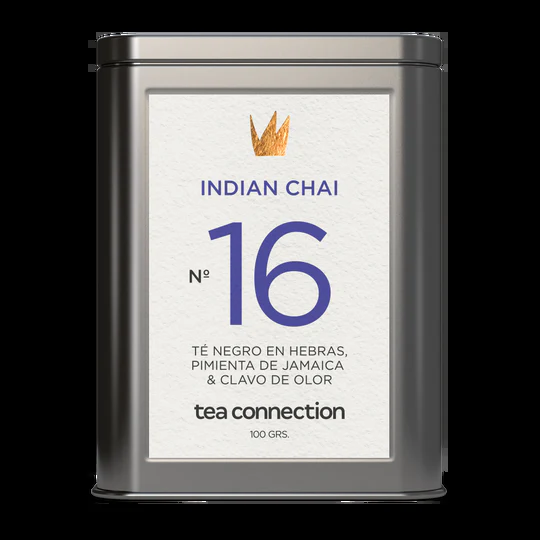 INDIAN CHAI
Nº 16
TÉ NEGRO EN HEBRAS,
PIMIENTA DE JAMAICA
& CLAVO DE OLOR
tea connection
100 GRS.